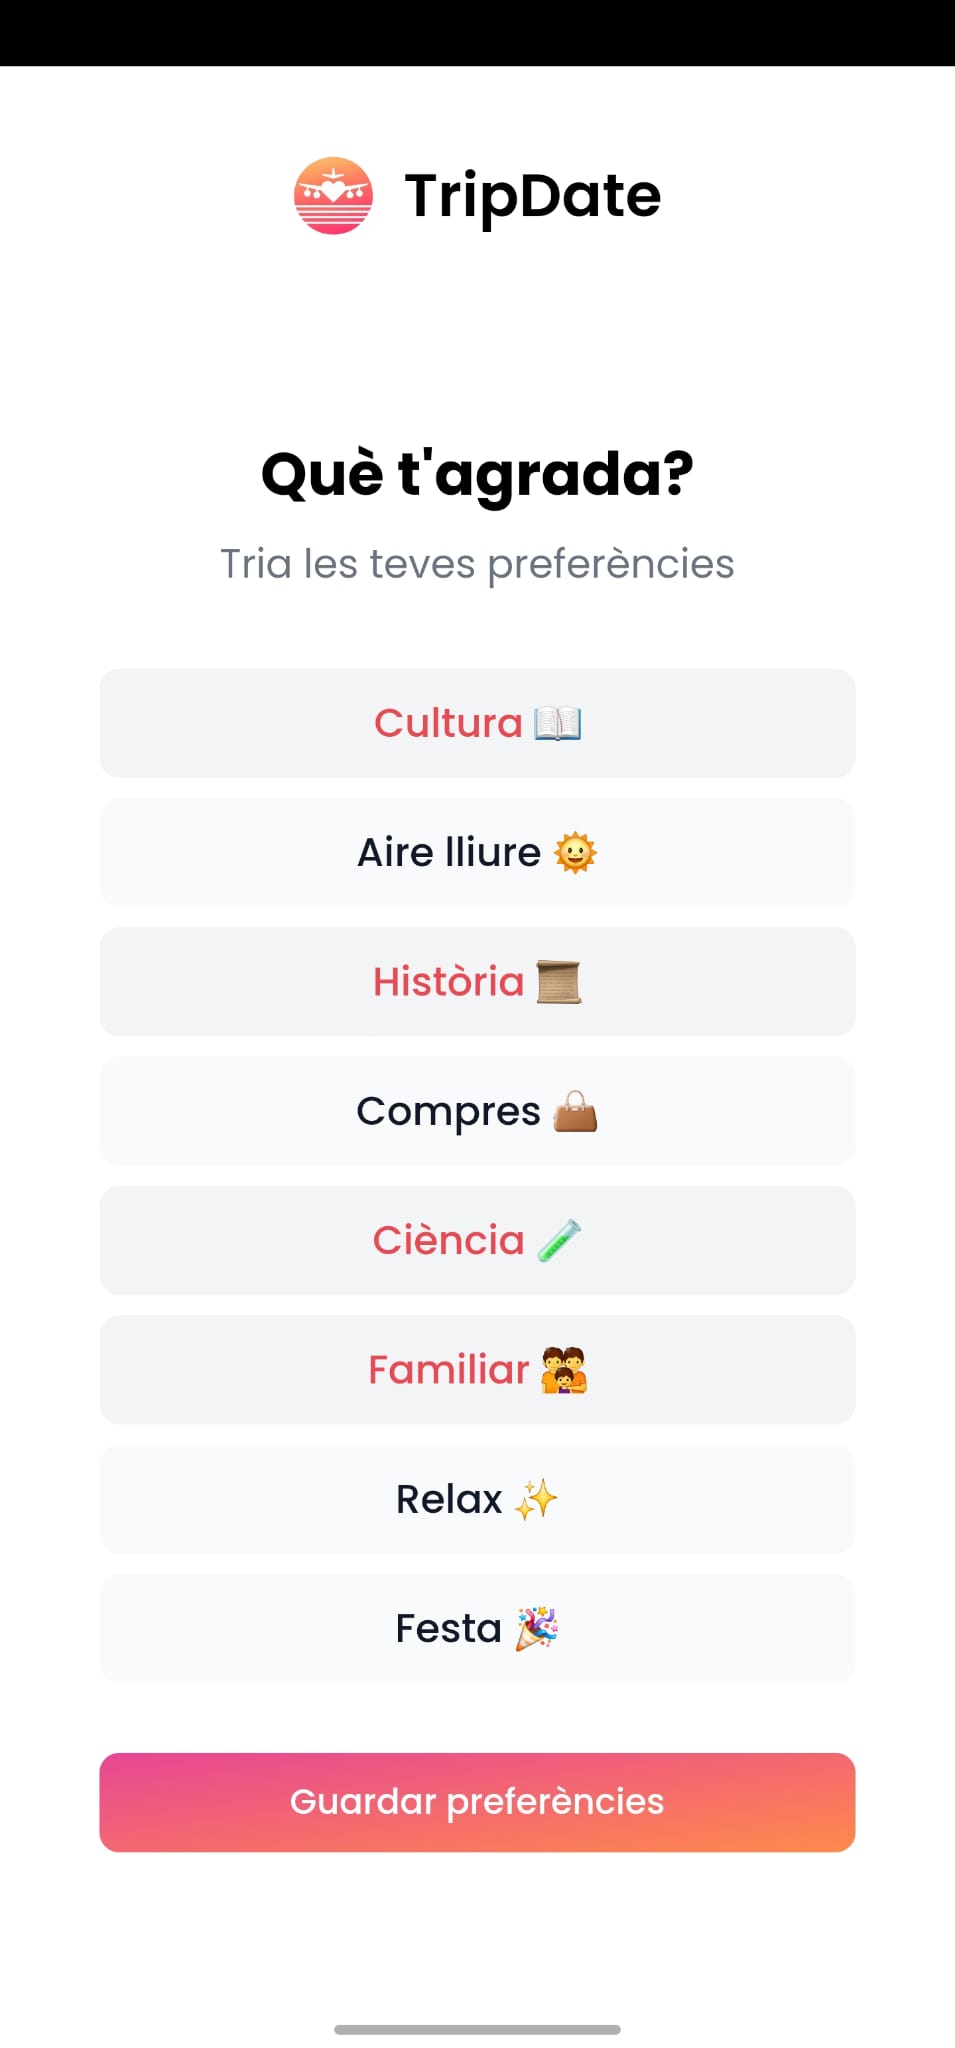 TripDate
Què t'agrada?
Tria les teves preferències
Cultura 📖
Aire lliure 🌞
Història 📜
Compres 👜
Ciència 🧪
Familiar 👨‍👩‍👦
Relax ✨
Festa 🎉
Guardar preferències